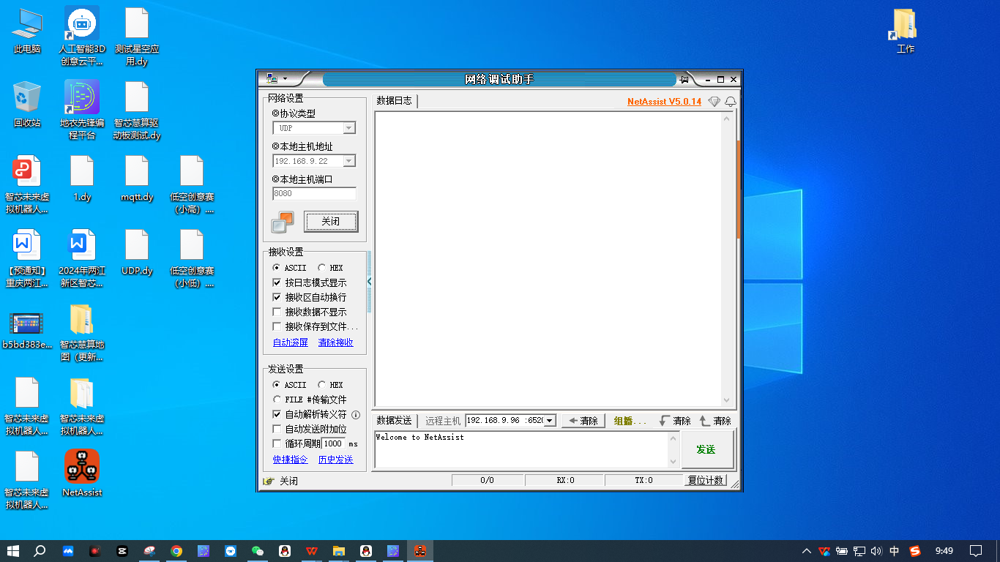 此电脑
人工智能3D
创意云平...
测试星空应
用.dy
工作
回收站
地衣先锋编
程平台
智芯慧算驱
动板测试.dy
智芯未来虚
拟机器人...
1.dy
mqtt.dy
低空创意赛
（小高）....
【预通知】
重庆两江...
2024年两江
新区智芯...
UDP.dy
低空创意赛
（小低）....
b5bd383e...
智芯慧算地
图（更新...
智芯未来虚
拟机器人...
智芯未来虚
拟机器人...
智芯未来虚
拟机器人...
NetAssist
网络调试助手
网络设置
协议类型
UDP
本地主机地址
192.168.9.22
本地主机端口
8080
关闭
接收设置
ASCII HEX
按日志模式显示
接收区自动换行
接收数据不显示
接收保存到文件...
自动滚屏 清除接收
发送设置
ASCII HEX
FILE #传输文件
自动解析转义符
自动发送附加位
循环周期 1000 ms
快捷指令 历史发送
数据日志
NetAssist V5.0.14
数据发送 远程主机 192.168.9.96 :652 清除 组播... 清除 清除
Welcome to NetAssist
发送
关闭 0/0 RX:0 TX:0 复位计数
中 9:49